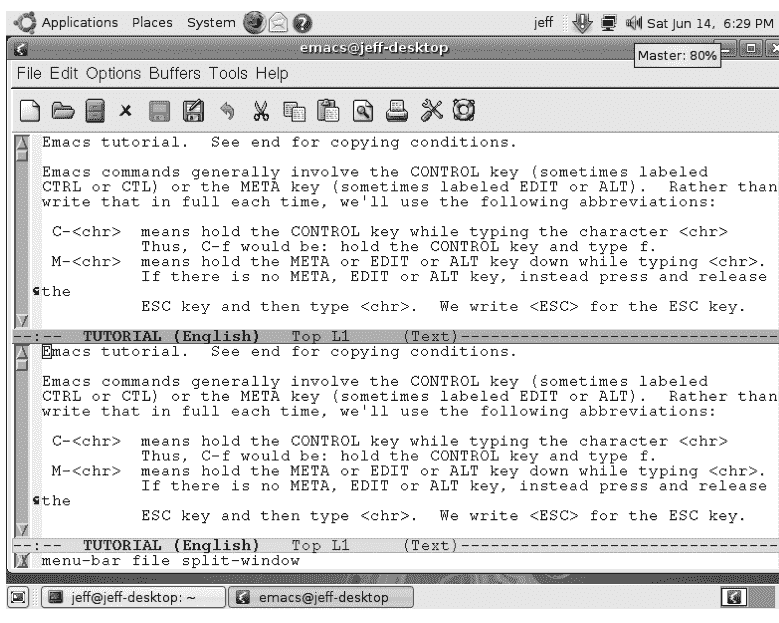 Applications Places System jeff Sat Jun 14, 6:29 PM
emacs@jeff-desktop
Master: 80%
File Edit Options Buffers Tools Help
Emacs tutorial. See end for copying conditions.
Emacs commands generally involve the CONTROL key (sometimes labeled
CTRL or CTL) or the META key (sometimes labeled EDIT or ALT). Rather than
write that in full each time, we'll use the following abbreviations:
C-<chr> means hold the CONTROL key while typing the character <chr>
Thus, C-f would be: hold the CONTROL key and type f.
M-<chr> means hold the META or EDIT or ALT key down while typing <chr>.
If there is no META, EDIT or ALT key, instead press and release
the
ESC key and then type <chr>. We write <ESC> for the ESC key.
--:-- TUTORIAL (English) Top L1 (Text)--------------------------------
Emacs tutorial. See end for copying conditions.
Emacs commands generally involve the CONTROL key (sometimes labeled
CTRL or CTL) or the META key (sometimes labeled EDIT or ALT). Rather than
write that in full each time, we'll use the following abbreviations:
C-<chr> means hold the CONTROL key while typing the character <chr>
Thus, C-f would be: hold the CONTROL key and type f.
M-<chr> means hold the META or EDIT or ALT key down while typing <chr>.
If there is no META, EDIT or ALT key, instead press and release
the
ESC key and then type <chr>. We write <ESC> for the ESC key.
--:-- TUTORIAL (English) Top L1 (Text)--------------------------------
menu-bar file split-window
jeff@jeff-desktop: ~ emacs@jeff-desktop